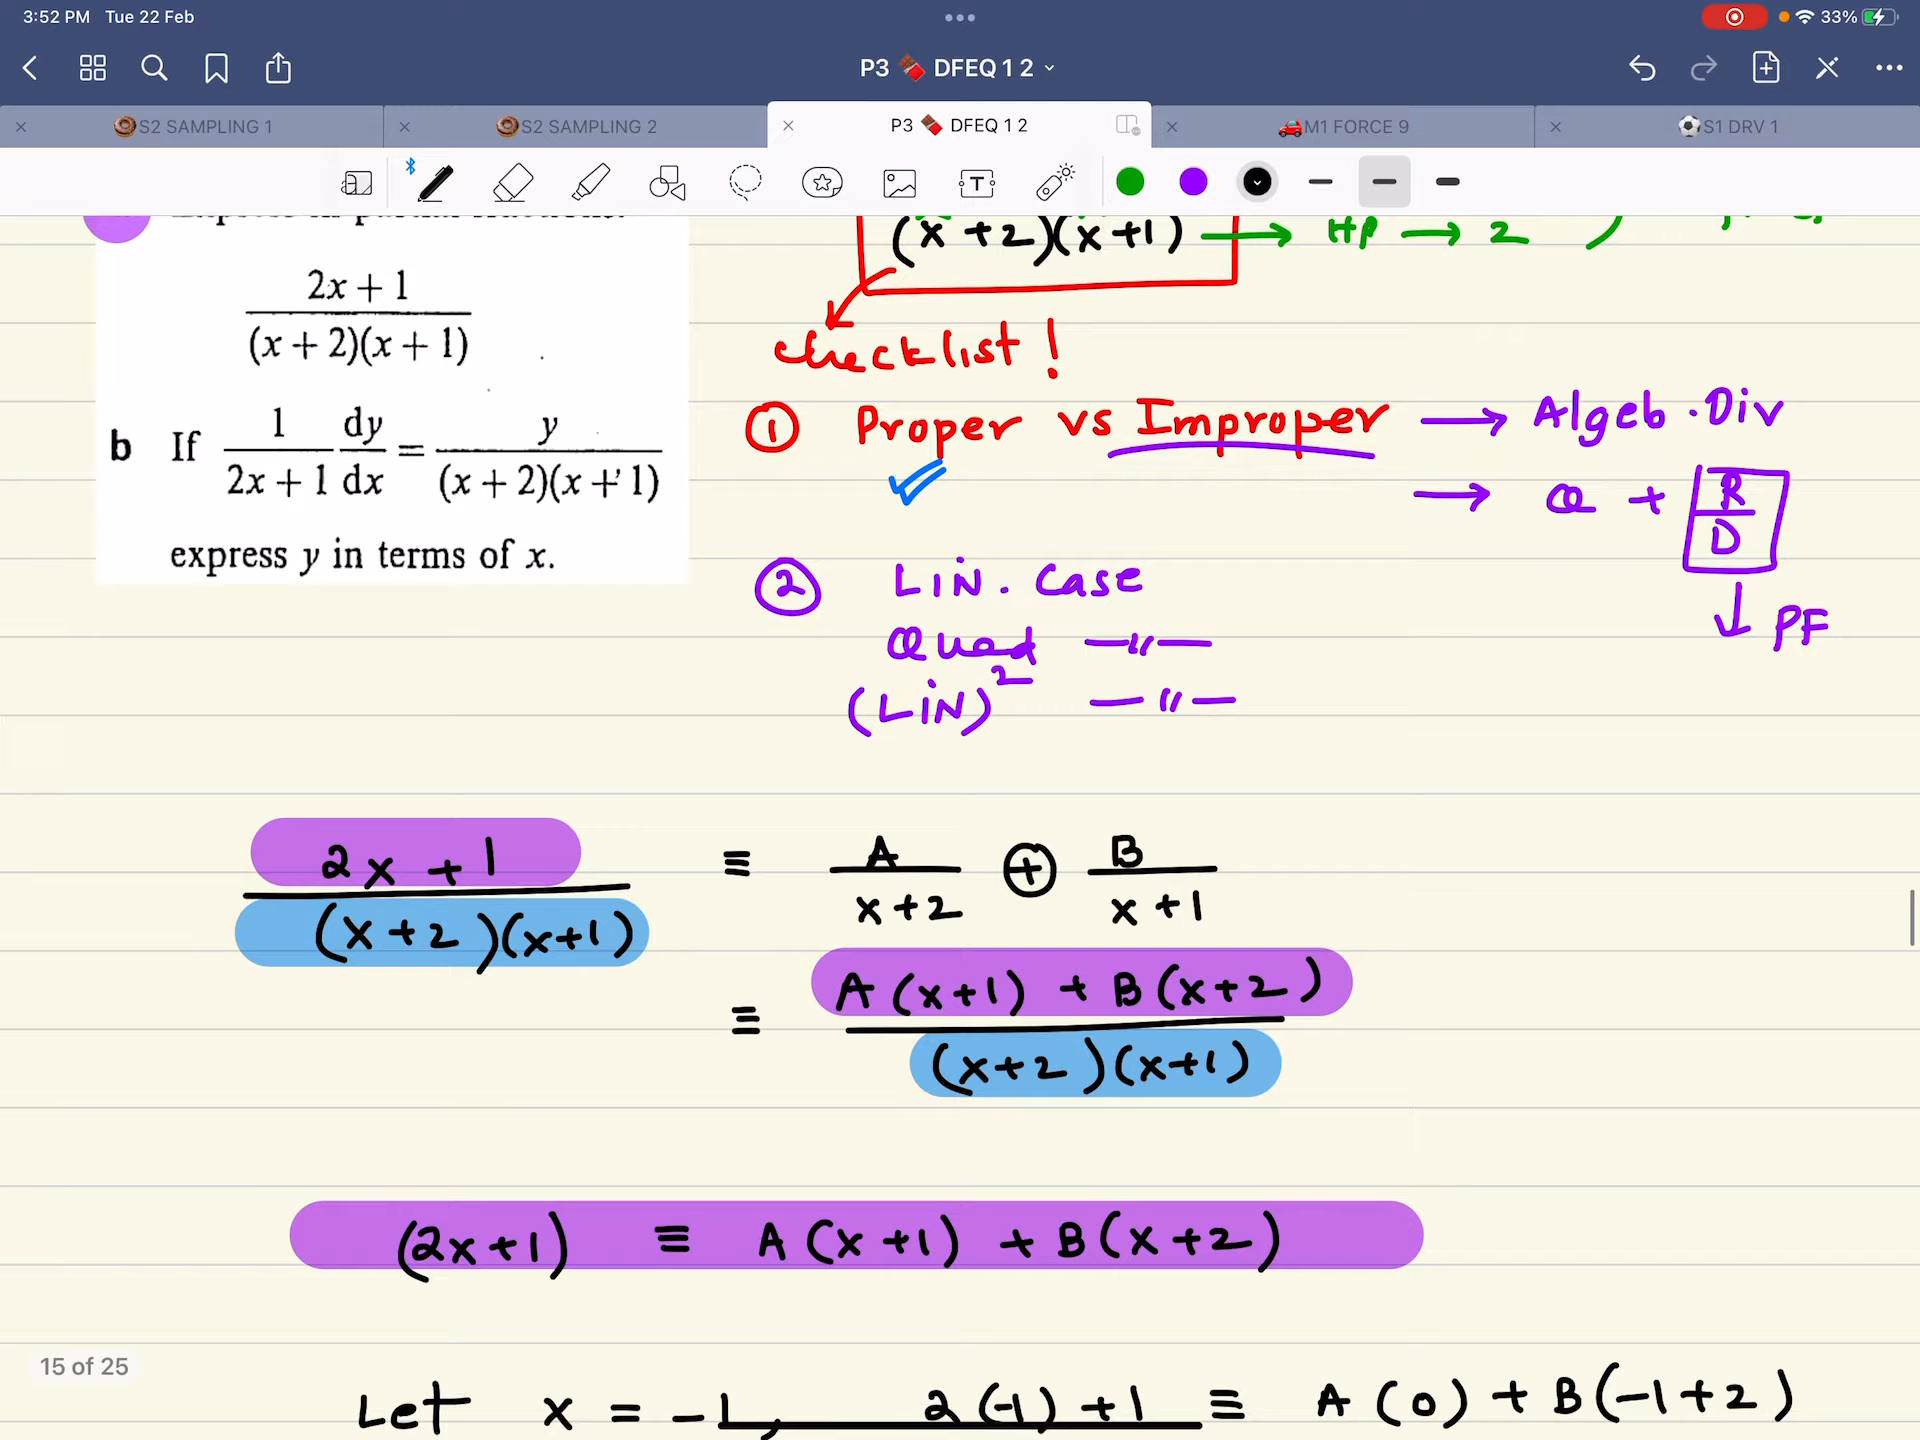 3:52 PM Tue 22 Feb
33%
P3 🍫 DFEQ 1 2
S2 SAMPLING 1
S2 SAMPLING 2
P3 🍫 DFEQ 1 2
M1 FORCE 9
S1 DRV 1
(x + 2)(x + 1) → HP → 2
2x + 1
(x + 2)(x + 1)
b If 1/(2x + 1) dy/dx = y/((x + 2)(x + 1))
express y in terms of x.
checklist !
① Proper vs Improper → Algeb. Div
→ Q + R/D
↓ PF
② LiN. Case
Quad —〃—
(LiN)² —〃—
(2x + 1)/((x+2)(x+1)) ≡ A/(x+2) + B/(x+1)
≡ (A(x+1) + B(x+2))/((x+2)(x+1))
(2x+1) ≡ A(x+1) + B(x+2)
Let x = -1, 2(-1)+1 ≡ A(0) + B(-1+2)
15 of 25